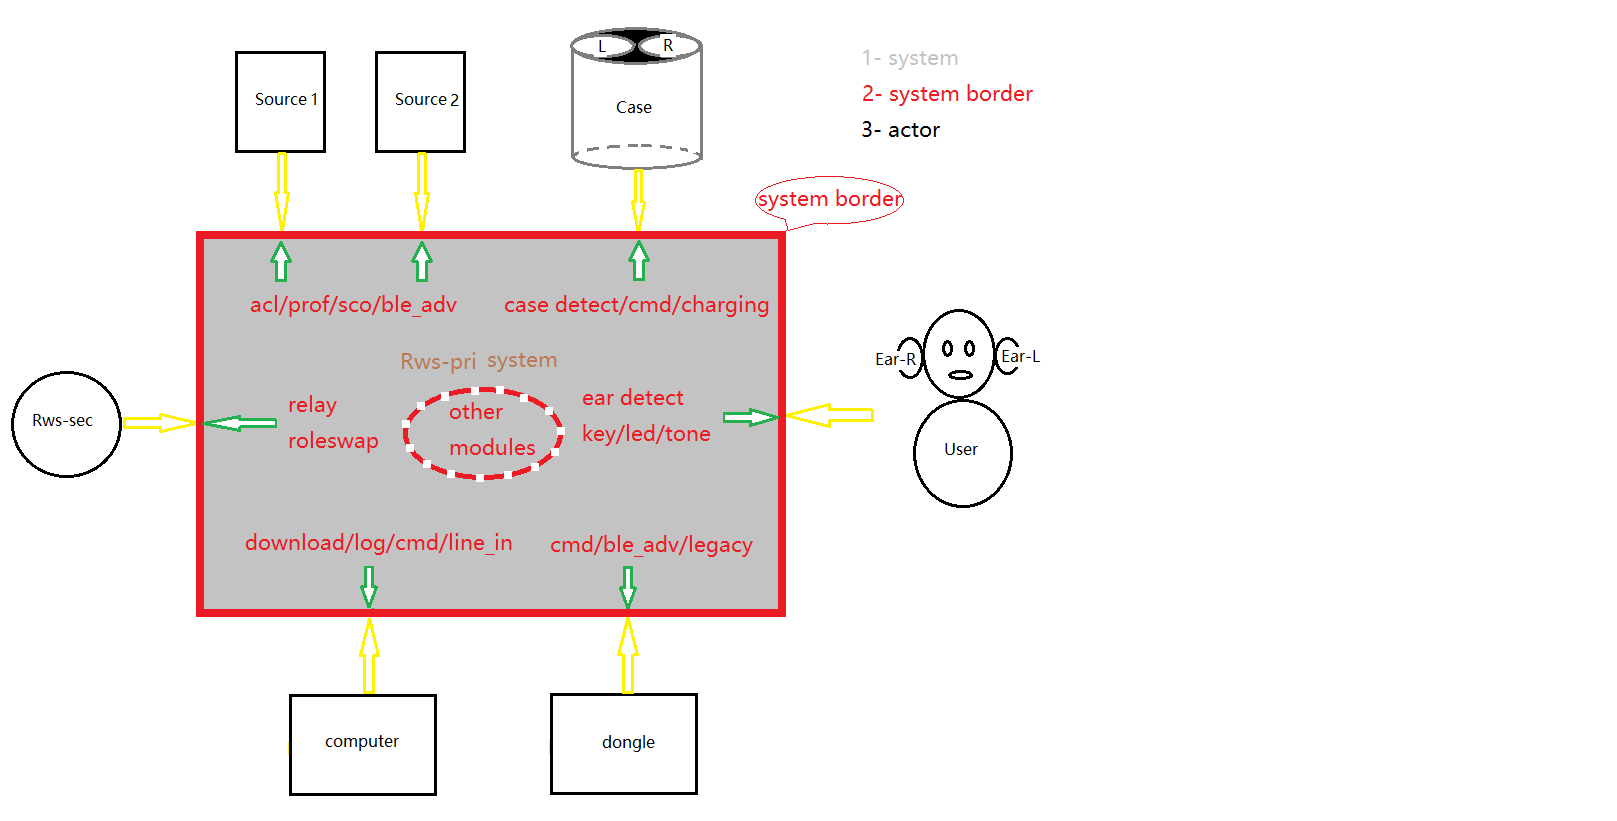 Source 1
Source 2
L
R
Case
1- system
2- system border
3- actor
system border
acl/prof/sco/ble_adv
case detect/cmd/charging
Rws-pri system
Ear-R
Ear-L
Rws-sec
relay
roleswap
other
modules
ear detect
key/led/tone
User
download/log/cmd/line_in
cmd/ble_adv/legacy
computer
dongle